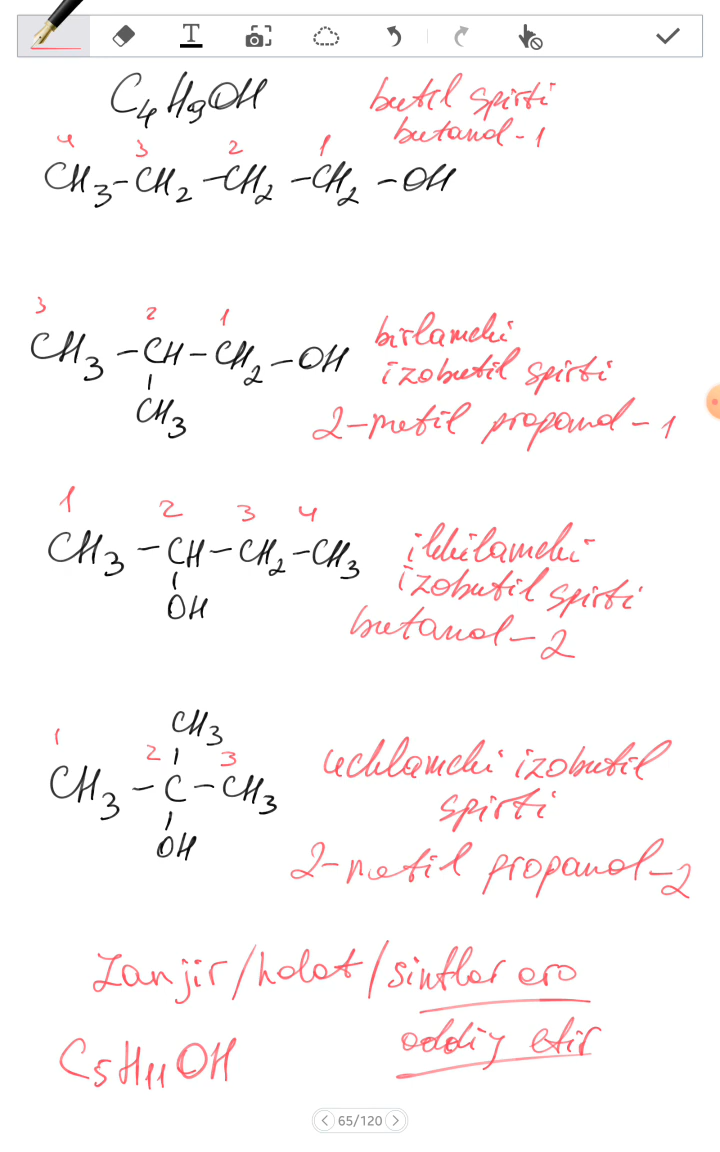 T
C4H9OH
butil spirti
butanol-1
4 3 2 1
CH3-CH2-CH2-CH2-OH
3 2 1
CH3-CH-CH2-OH
CH3
birlamchi
izobutil spirti
2-metil propanol-1
1 2 3 4
CH3-CH-CH2-CH3
OH
ikkilamchi
izobutil spirti
butanol-2
CH3
1 2 3
CH3-C-CH3
OH
uchlamchi izobutil
spirti
2-metil propanol-2
Zanjir/holat/sinflar aro
oddiy efir
C5H11OH
65/120